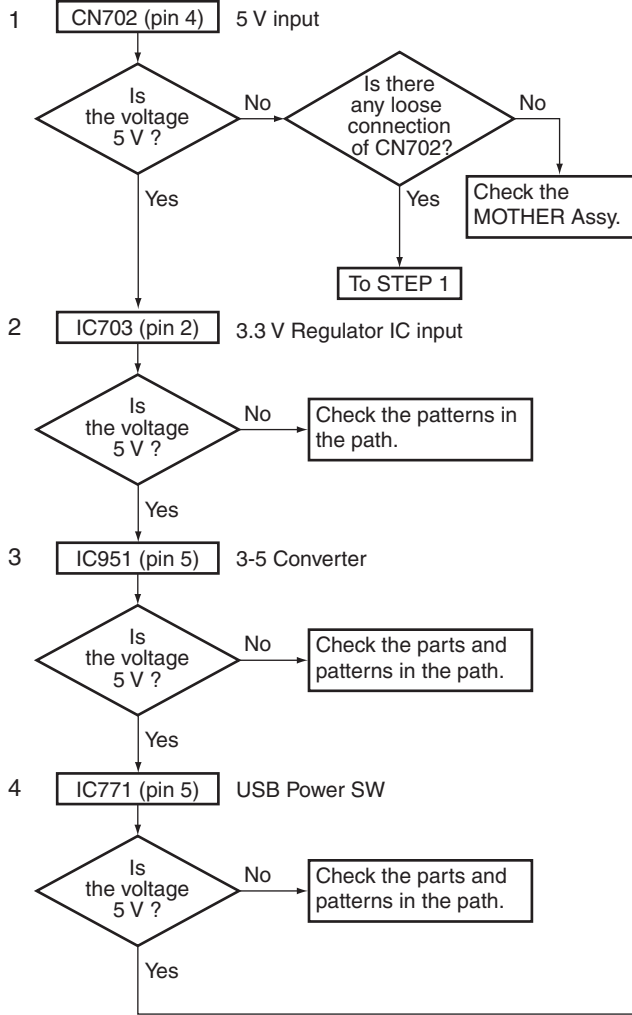 1 CN702 (pin 4) 5 V input
Is
the voltage
5 V ?
No
Is there
any loose
connection
of CN702?
No
Yes
Yes
Check the
MOTHER Assy.
To STEP 1
2 IC703 (pin 2) 3.3 V Regulator IC input
Is
the voltage
5 V ?
No
Check the patterns in
the path.
Yes
3 IC951 (pin 5) 3-5 Converter
Is
the voltage
5 V ?
No
Check the parts and
patterns in the path.
Yes
4 IC771 (pin 5) USB Power SW
Is
the voltage
5 V ?
No
Check the parts and
patterns in the path.
Yes